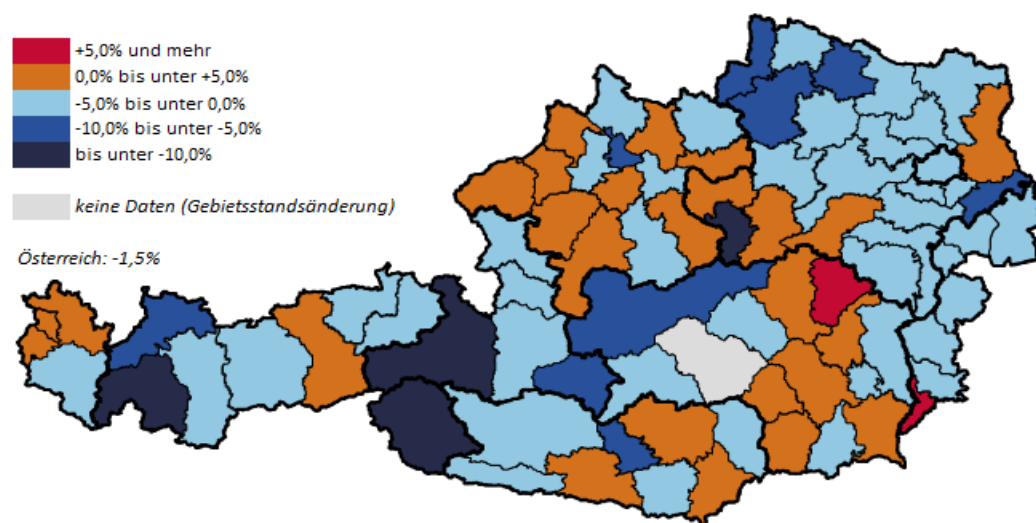 +5,0% und mehr
0,0% bis unter +5,0%
-5,0% bis unter 0,0%
-10,0% bis unter -5,0%
bis unter -10,0%
keine Daten (Gebietsstandsänderung)
Österreich: -1,5%